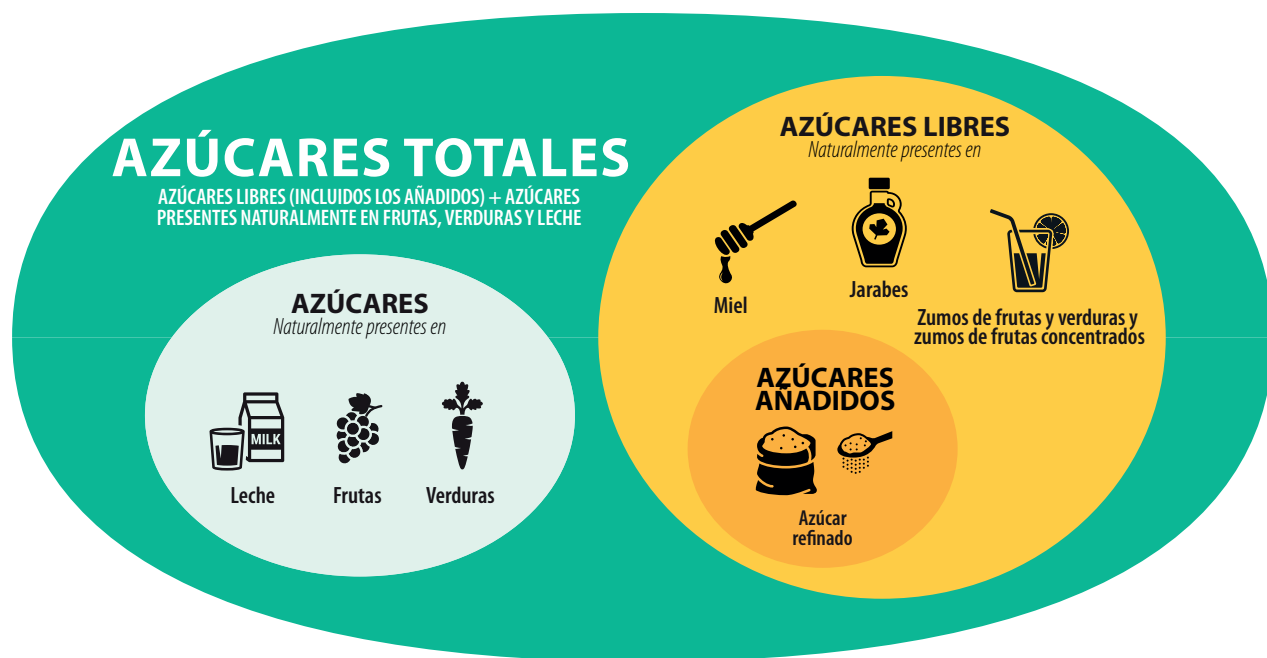 AZÚCARES TOTALES
AZÚCARES LIBRES (INCLUIDOS LOS AÑADIDOS) + AZÚCARES
PRESENTES NATURALMENTE EN FRUTAS, VERDURAS Y LECHE
AZÚCARES
Naturalmente presentes en
MILK
Leche
Frutas
Verduras
AZÚCARES LIBRES
Naturalmente presentes en
Miel
Jarabes
Zumos de frutas y verduras y
zumos de frutas concentrados
AZÚCARES
AÑADIDOS
Azúcar
refinado